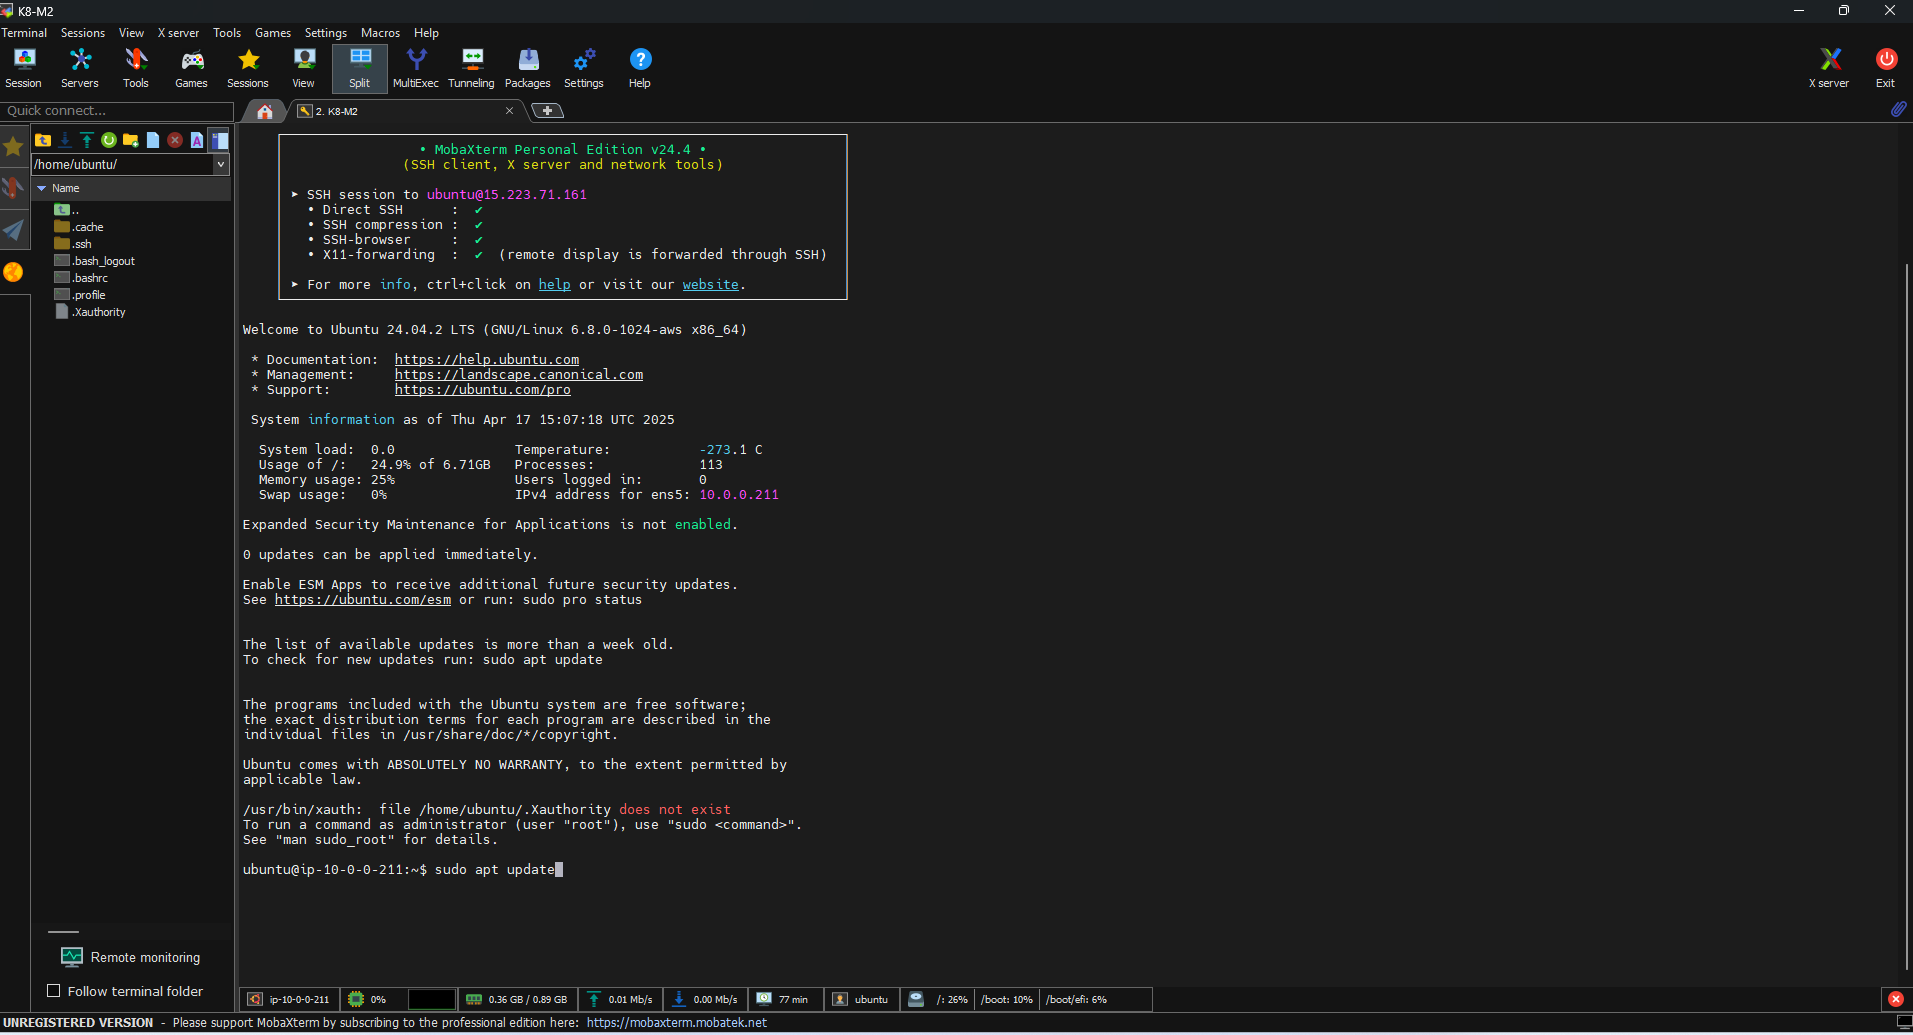 K8-M2
Terminal Sessions View X server Tools Games Settings Macros Help
Session Servers Tools Games Sessions View Split MultiExec Tunneling Packages Settings Help X server Exit
Quick connect...
2. K8-M2
/home/ubuntu/
Name
..
.cache
.ssh
.bash_logout
.bashrc
.profile
.Xauthority
• MobaXterm Personal Edition v24.4 •
(SSH client, X server and network tools)
➤ SSH session to ubuntu@15.223.71.161
• Direct SSH : ✔
• SSH compression : ✔
• SSH-browser : ✔
• X11-forwarding : ✔ (remote display is forwarded through SSH)
➤ For more info, ctrl+click on help or visit our website.
Welcome to Ubuntu 24.04.2 LTS (GNU/Linux 6.8.0-1024-aws x86_64)
* Documentation: https://help.ubuntu.com
* Management: https://landscape.canonical.com
* Support: https://ubuntu.com/pro
System information as of Thu Apr 17 15:07:18 UTC 2025
System load: 0.0 Temperature: -273.1 C
Usage of /: 24.9% of 6.71GB Processes: 113
Memory usage: 25% Users logged in: 0
Swap usage: 0% IPv4 address for ens5: 10.0.0.211
Expanded Security Maintenance for Applications is not enabled.
0 updates can be applied immediately.
Enable ESM Apps to receive additional future security updates.
See https://ubuntu.com/esm or run: sudo pro status
The list of available updates is more than a week old.
To check for new updates run: sudo apt update
The programs included with the Ubuntu system are free software;
the exact distribution terms for each program are described in the
individual files in /usr/share/doc/*/copyright.
Ubuntu comes with ABSOLUTELY NO WARRANTY, to the extent permitted by
applicable law.
/usr/bin/xauth: file /home/ubuntu/.Xauthority does not exist
To run a command as administrator (user "root"), use "sudo <command>".
See "man sudo_root" for details.
ubuntu@ip-10-0-0-211:~$ sudo apt update
Remote monitoring
Follow terminal folder
ip-10-0-0-211 0% 0.36 GB / 0.89 GB 0.01 Mb/s 0.00 Mb/s 77 min ubuntu /: 26% /boot: 10% /boot/efi: 6%
UNREGISTERED VERSION - Please support MobaXterm by subscribing to the professional edition here: https://mobaxterm.mobatek.net